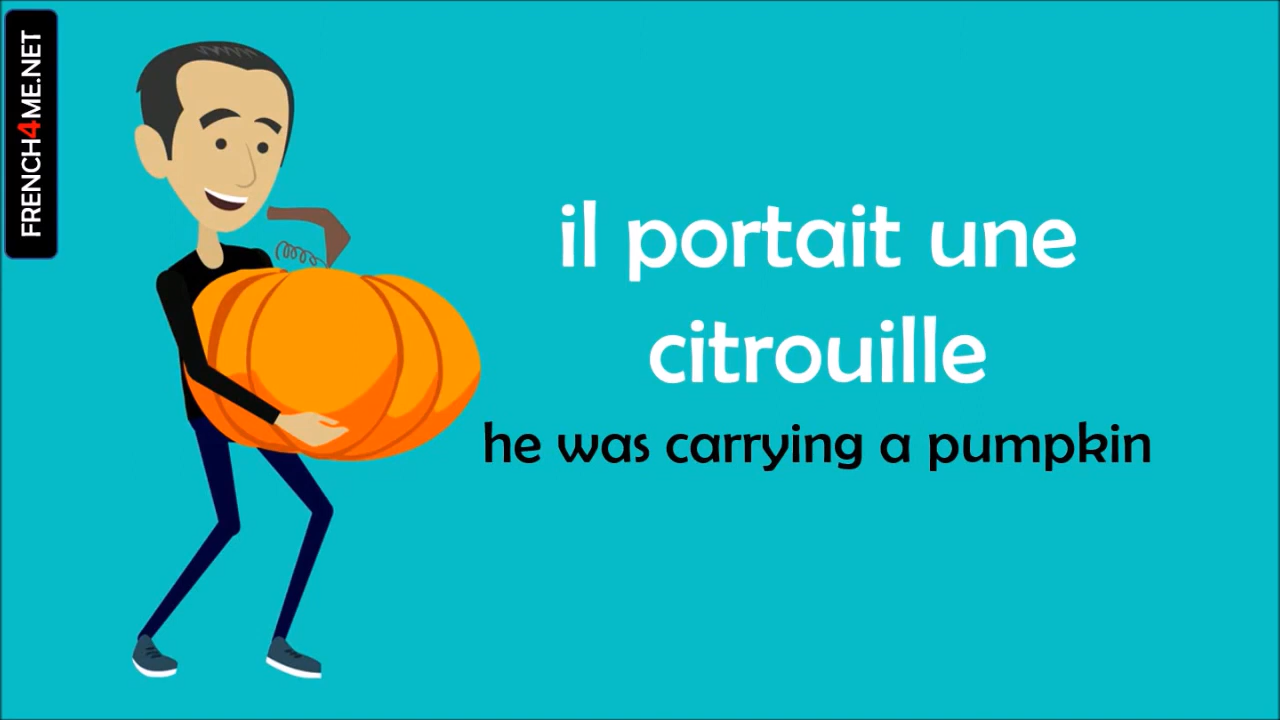 FRENCH4ME.NET
il portait une
citrouille
he was carrying a pumpkin